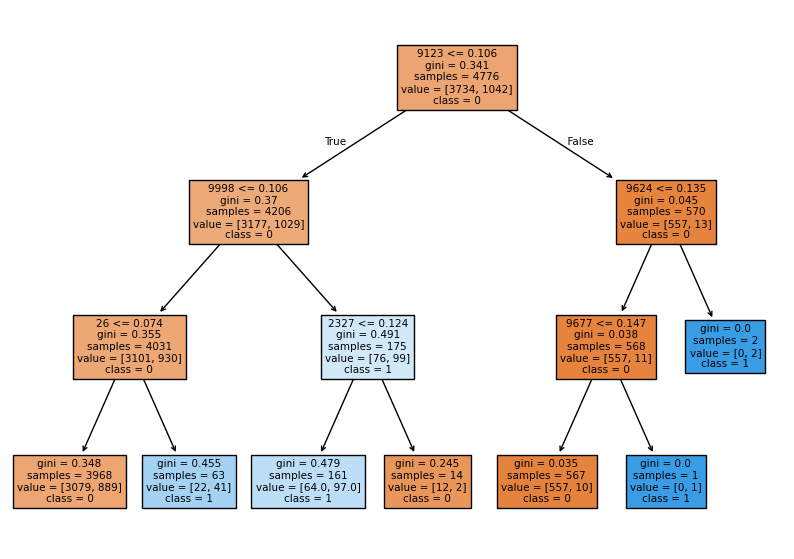 9123 <= 0.106
gini = 0.341
samples = 4776
value = [3734, 1042]
class = 0
True
False
9998 <= 0.106
gini = 0.37
samples = 4206
value = [3177, 1029]
class = 0
9624 <= 0.135
gini = 0.045
samples = 570
value = [557, 13]
class = 0
26 <= 0.074
gini = 0.355
samples = 4031
value = [3101, 930]
class = 0
2327 <= 0.124
gini = 0.491
samples = 175
value = [76, 99]
class = 1
9677 <= 0.147
gini = 0.038
samples = 568
value = [557, 11]
class = 0
gini = 0.0
samples = 2
value = [0, 2]
class = 1
gini = 0.348
samples = 3968
value = [3079, 889]
class = 0
gini = 0.455
samples = 63
value = [22, 41]
class = 1
gini = 0.479
samples = 161
value = [64.0, 97.0]
class = 1
gini = 0.245
samples = 14
value = [12, 2]
class = 0
gini = 0.035
samples = 567
value = [557, 10]
class = 0
gini = 0.0
samples = 1
value = [0, 1]
class = 1